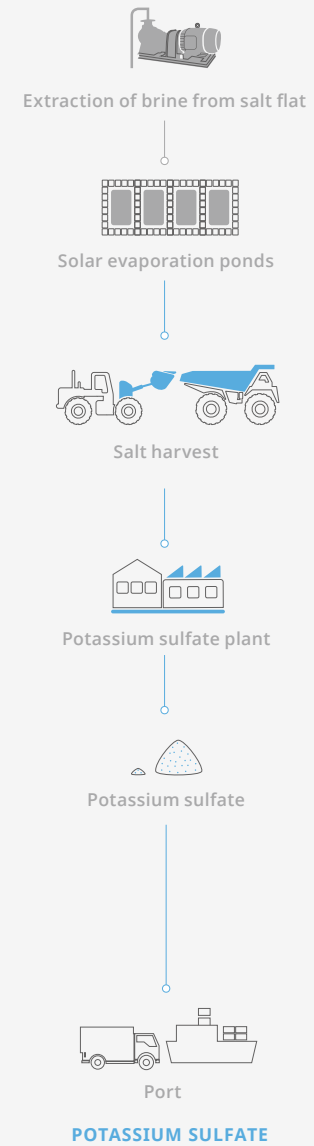 Extraction of brine from salt flat
Solar evaporation ponds
Salt harvest
Potassium sulfate plant
Potassium sulfate
Port
POTASSIUM SULFATE